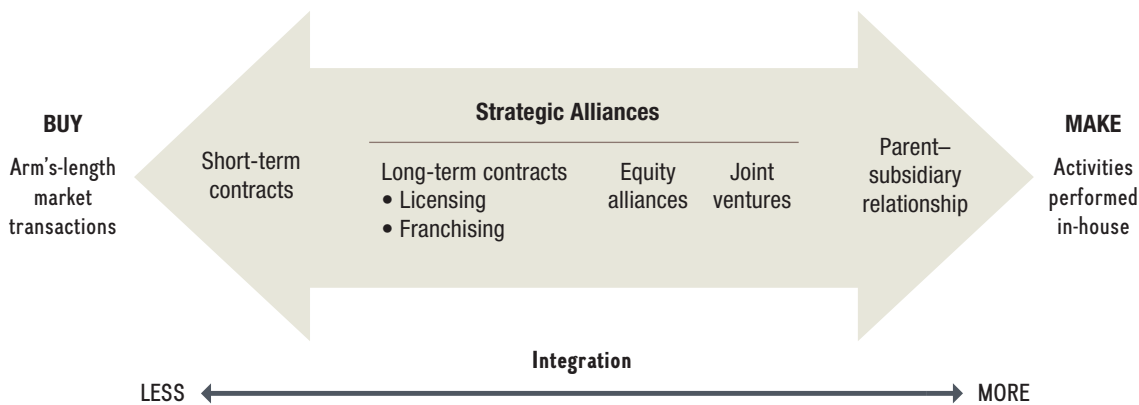 BUY
Arm's-length
market
transactions
Short-term
contracts
Strategic Alliances
Long-term contracts
• Licensing
• Franchising
Equity
alliances
Joint
ventures
Parent–
subsidiary
relationship
MAKE
Activities
performed
in-house
Integration
LESS
MORE